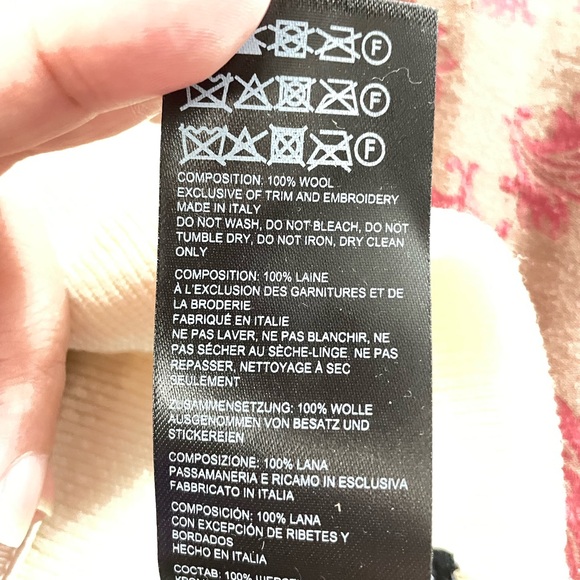 F
F
F
COMPOSITION: 100% WOOL
EXCLUSIVE OF TRIM AND EMBROIDERY
MADE IN ITALY
DO NOT WASH, DO NOT BLEACH, DO NOT
TUMBLE DRY, DO NOT IRON, DRY CLEAN
ONLY
COMPOSITION: 100% LAINE
À L'EXCLUSION DES GARNITURES ET DE
LA BRODERIE
FABRIQUÉ EN ITALIE
NE PAS LAVER, NE PAS BLANCHIR, NE
PAS SÉCHER AU SÈCHE-LINGE, NE PAS
REPASSER, NETTOYAGE À SEC
SEULEMENT
ZUSAMMENSETZUNG: 100% WOLLE
AUSGENOMMEN VON BESATZ UND
STICKEREIEN
COMPOSIZIONE: 100% LANA
PASSAMANERIA E RICAMO IN ESCLUSIVA
FABBRICATO IN ITALIA
COMPOSICIÓN: 100% LANA
CON EXCEPCIÓN DE RIBETES Y
BORDADOS
HECHO EN ITALIA
СОСТАВ: 100%